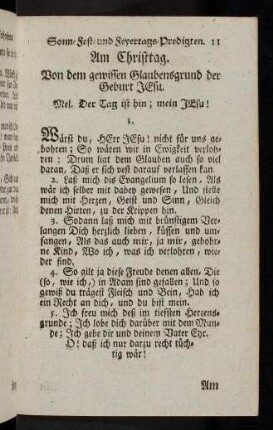 Sonn- Fest- und Feyertags-Predigten. 11
Am Christtag.
Von dem gewissen Glaubensgrund der
Geburt JEsu.
Mel. Der Tag ist hin; mein JEsu!
1.
Wärst du, HErr JEsu! nicht für uns ge-
bohren; So wären wir in Ewigkeit verloh-
ren: Drum ligt dem Glauben auch so viel
daran, Daß er sich vest darauf verlassen kan.
2. Laß mich dis Evangelium so lesen, Als
wär ich selber mit dabey gewesen, Und stelle
mich mit Herzen, Geist und Sinn, Gleich
denen Hirten, zu der Krippen hin.
3. Sodann laß mich mit brünstigem Ver-
langen Dich herzlich lieben, küssen und um-
fangen, Als das auch mir, ja mir, gebohr-
ne Kind, Wo ich, was ich verlohren, wie-
der find.
4. So gilt ja diese Freude denen allen, Die
(so, wie ich,) in Adam sind gefallen; Und so
gewiß du trägest Fleisch und Bein, Hab ich
ein Recht an dich, und du bist mein.
5. Ich freu mich deß im tiefsten Herzens-
grunde; Ich lobe dich darüber mit dem Mun-
de; Ich gebe dir und deinem Vater Ehr.
O! daß ich nur darzu recht tüch-
tig wär!
Am